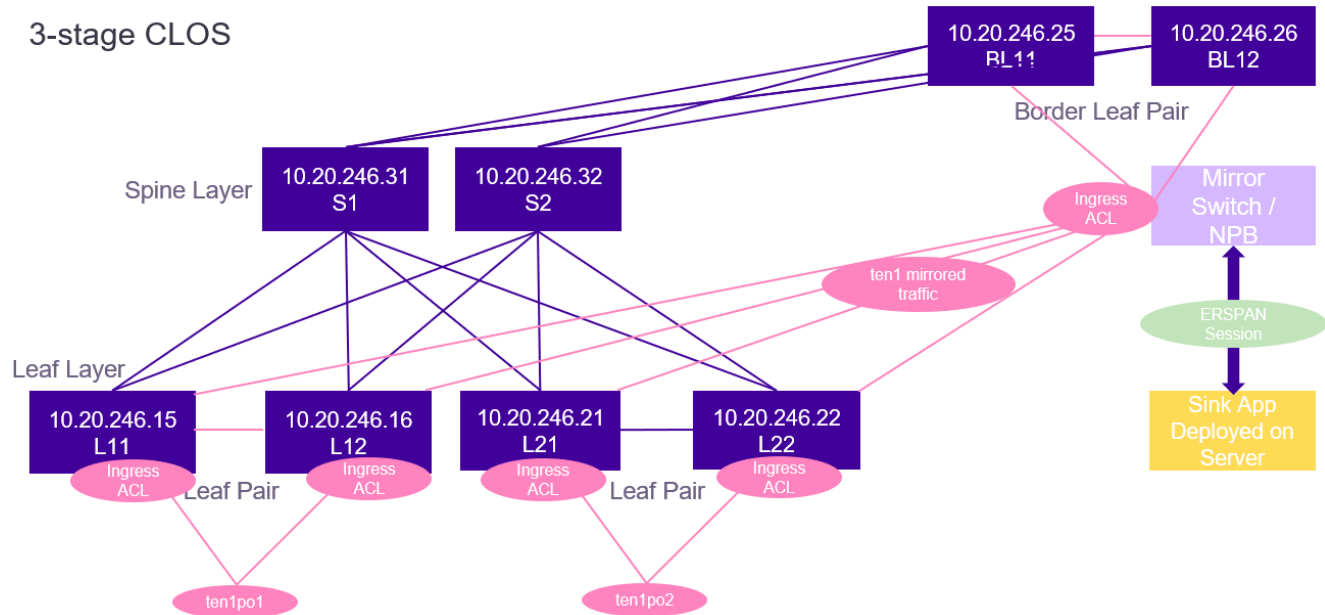 3-stage CLOS
10.20.246.25
BL11
10.20.246.26
BL12
Border Leaf Pair
Spine Layer
10.20.246.31
S1
10.20.246.32
S2
Ingress
ACL
Mirror
Switch /
NPB
ten1 mirrored
traffic
ERSPAN
Session
Leaf Layer
10.20.246.15
L11
10.20.246.16
L12
10.20.246.21
L21
10.20.246.22
L22
Sink App
Deployed on
Server
Ingress
ACL
Leaf Pair
Ingress
ACL
Ingress
ACL
Leaf Pair
Ingress
ACL
ten1po1
ten1po2